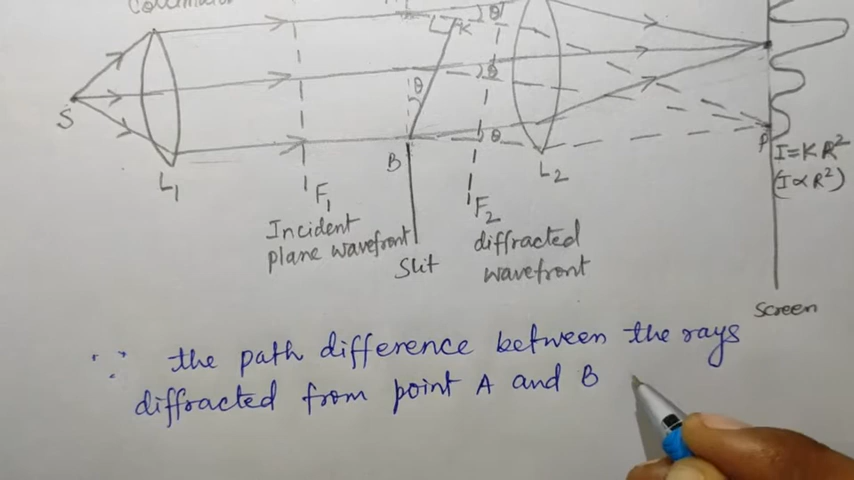 Collimator
θ
K
θ
θ
θ
S
B
P
I=KR²
(I∝R²)
L₁
F₁
L₂
F₂
Incident
plane wavefront
diffracted
wavefront
Slit
Screen
∵ the path difference between the rays
diffracted from point A and B